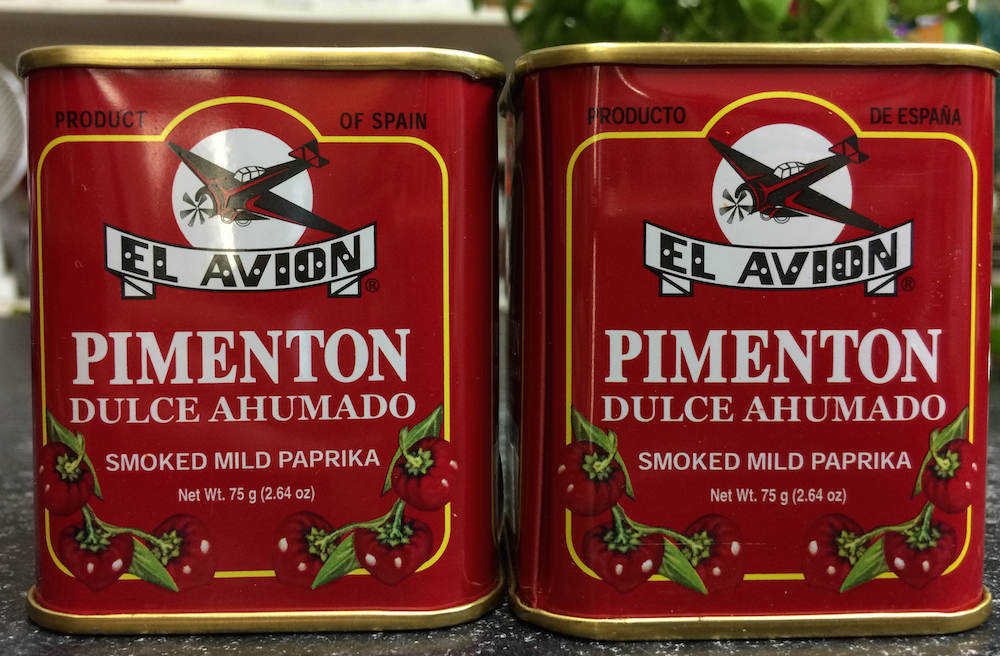 PRODUCT OF SPAIN
EL AVION ®
PIMENTON
DULCE AHUMADO
SMOKED MILD PAPRIKA
Net Wt. 75 g (2.64 oz)
PRODUCTO DE ESPAÑA
EL AVION ®
PIMENTON
DULCE AHUMADO
SMOKED MILD PAPRIKA
Net Wt. 75 g (2.64 oz)